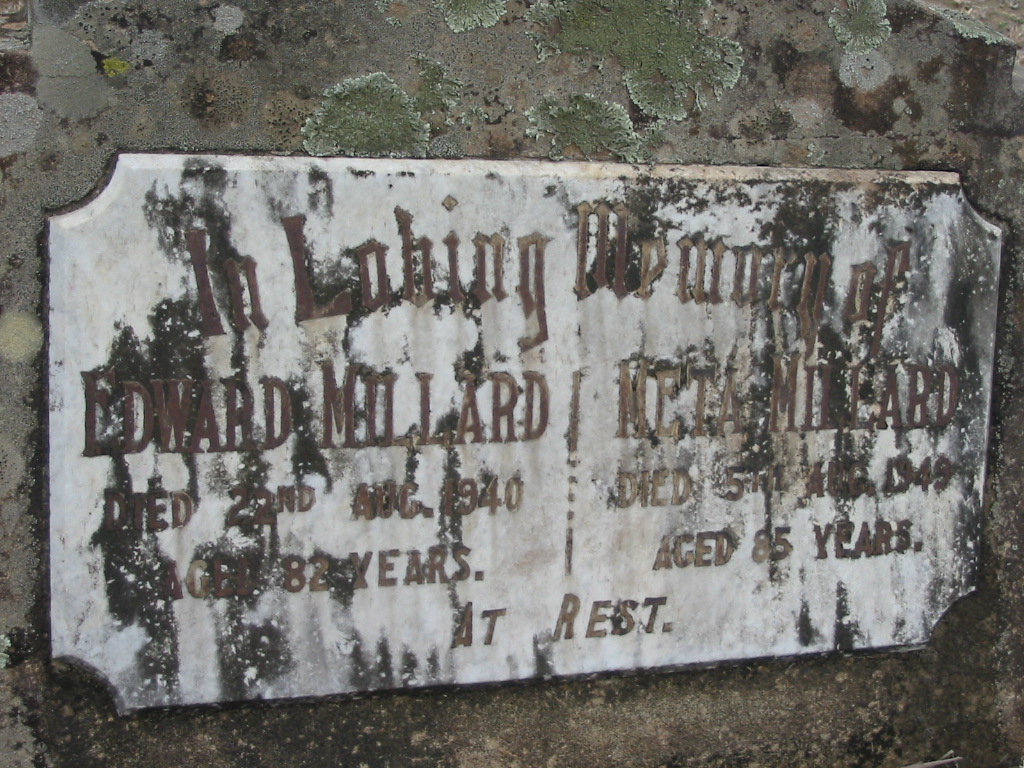 In Loving Memory of
EDWARD MILLARD
DIED 22ND AUG. 1940
AGED 82 YEARS.
META MILLARD
DIED 5TH AUG. 1949
AGED 85 YEARS.
AT REST.